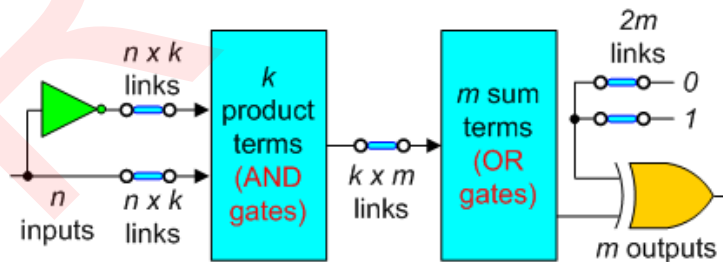 n x k
links
n
inputs
n x k
links
k
product
terms
(AND
gates)
k x m
links
m sum
terms
(OR
gates)
2m
links
0
1
m outputs